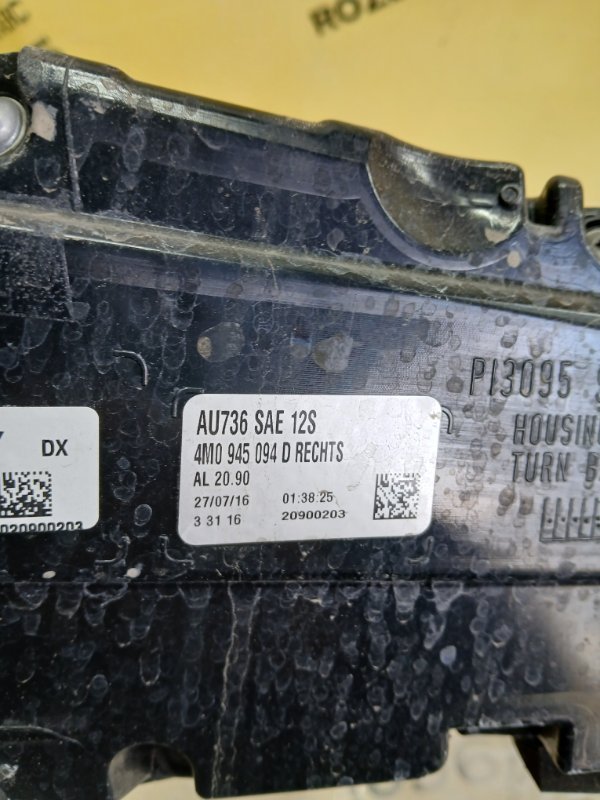 AU736 SAE 12S
4M0 945 094 D RECHTS
AL 20.90
27/07/16 01:38:25
3 31 16 20900203
DX
020900203
PI3095
HOUSING
TURN